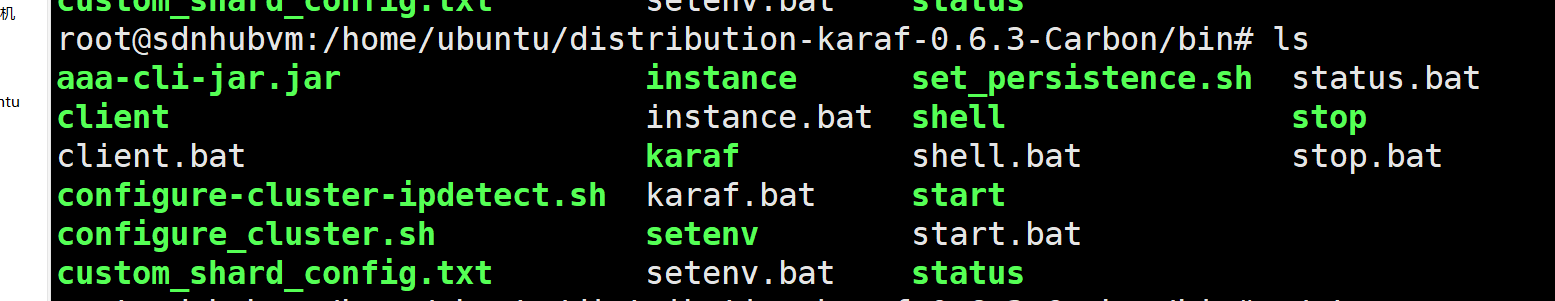 机
ntu
custom_shard_config.txt setenv.bat status
root@sdnhubvm:/home/ubuntu/distribution-karaf-0.6.3-Carbon/bin# ls
aaa-cli-jar.jar instance set_persistence.sh status.bat
client instance.bat shell stop
client.bat karaf shell.bat stop.bat
configure-cluster-ipdetect.sh karaf.bat start
configure_cluster.sh setenv start.bat
custom_shard_config.txt setenv.bat status